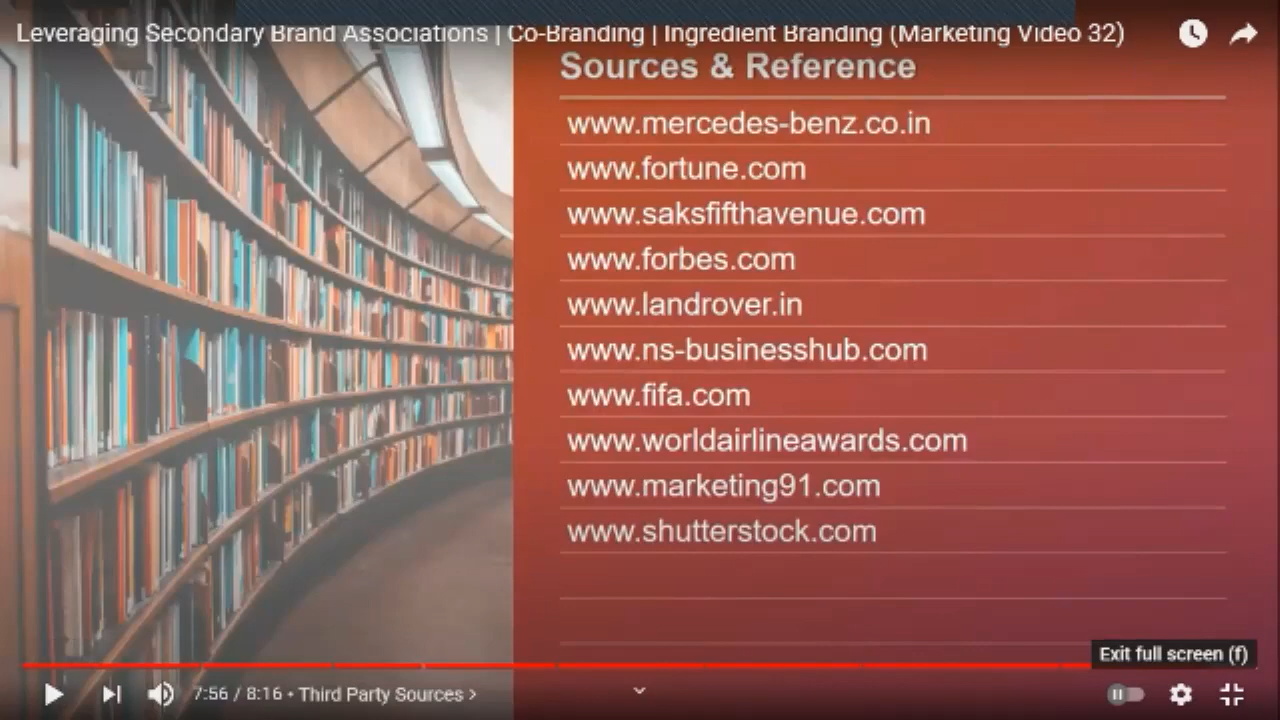 Leveraging Secondary Brand Associations | Co-Branding | Ingredient Branding (Marketing Video 32)
Sources & Reference
www.mercedes-benz.co.in
www.fortune.com
www.saksfifthavenue.com
www.forbes.com
www.landrover.in
www.ns-businesshub.com
www.fifa.com
www.worldairlineawards.com
www.marketing91.com
www.shutterstock.com
Exit full screen (f)
7:56 / 8:16 • Third Party Sources >